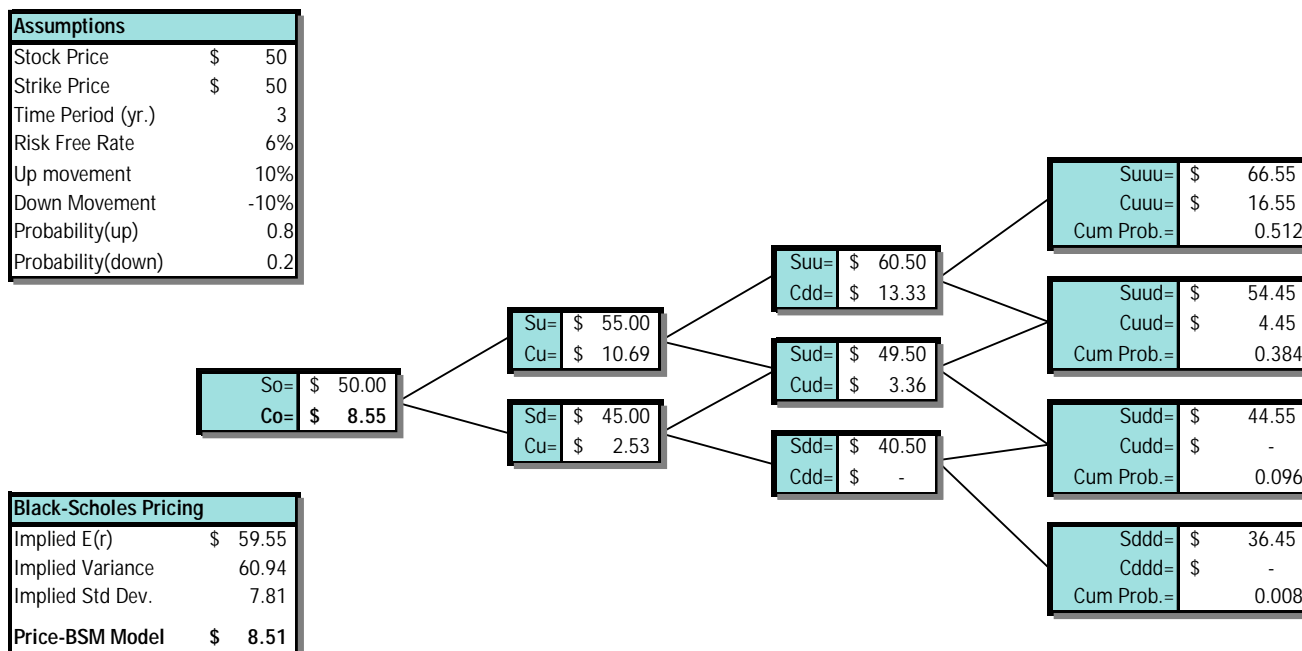 Assumptions
Stock Price $ 50
Strike Price $ 50
Time Period (yr.) 3
Risk Free Rate 6%
Up movement 10%
Down Movement -10%
Probability(up) 0.8
Probability(down) 0.2
So= $ 50.00
Co= $ 8.55
Su= $ 55.00
Cu= $ 10.69
Sd= $ 45.00
Cu= $ 2.53
Suu= $ 60.50
Cdd= $ 13.33
Sud= $ 49.50
Cud= $ 3.36
Sdd= $ 40.50
Cdd= $ -
Suuu= $ 66.55
Cuuu= $ 16.55
Cum Prob.= 0.512
Suud= $ 54.45
Cuud= $ 4.45
Cum Prob.= 0.384
Sudd= $ 44.55
Cudd= $ -
Cum Prob.= 0.096
Sddd= $ 36.45
Cddd= $ -
Cum Prob.= 0.008
Black-Scholes Pricing
Implied E(r) $ 59.55
Implied Variance 60.94
Implied Std Dev. 7.81
Price-BSM Model $ 8.51